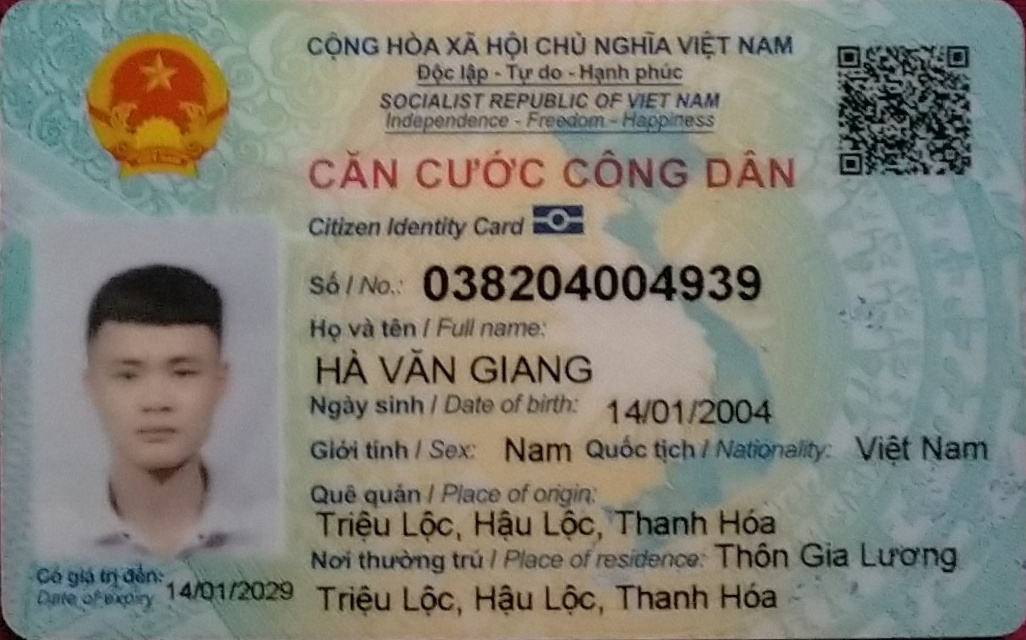 CỘNG HÒA XÃ HỘI CHỦ NGHĨA VIỆT NAM
Độc lập - Tự do - Hạnh phúc
SOCIALIST REPUBLIC OF VIET NAM
Independence - Freedom - Happiness
CĂN CƯỚC CÔNG DÂN
Citizen Identity Card
Số / No.: 038204004939
Họ và tên / Full name:
HÀ VĂN GIANG
Ngày sinh / Date of birth: 14/01/2004
Giới tính / Sex: Nam Quốc tịch / Nationality: Việt Nam
Quê quán / Place of origin:
Triệu Lộc, Hậu Lộc, Thanh Hóa
Nơi thường trú / Place of residence: Thôn Gia Lương
Triệu Lộc, Hậu Lộc, Thanh Hóa
Có giá trị đến: 14/01/2029
Date of expiry